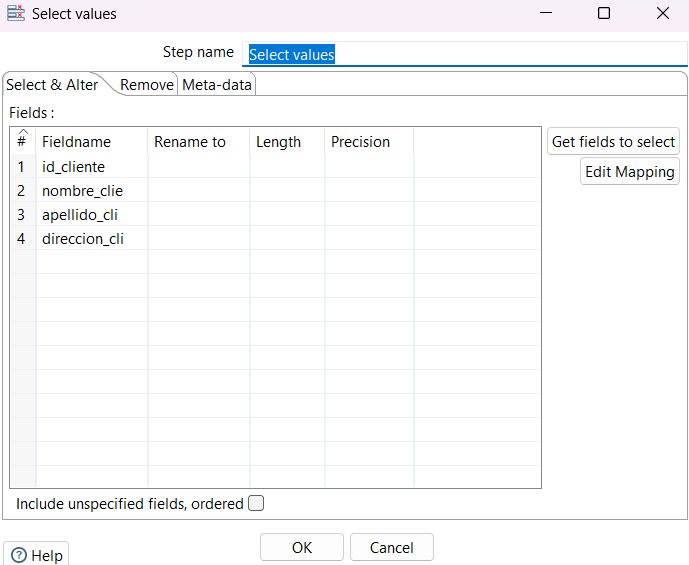 Select values
Step name Select values
Select & Alter Remove Meta-data
Fields :
# Fieldname Rename to Length Precision
1 id_cliente
2 nombre_clie
3 apellido_cli
4 direccion_cli
Get fields to select
Edit Mapping
Include unspecified fields, ordered
Help OK Cancel